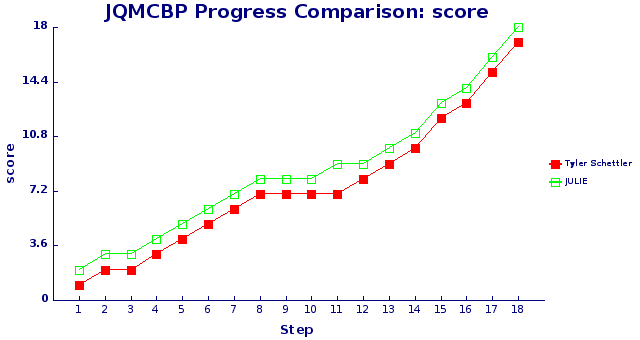 JQMCBP Progress Comparison: score
18
14.4
10.8
7.2
3.6
0
score
1 2 3 4 5 6 7 8 9 10 11 12 13 14 15 16 17 18
Step
Tyler Schettler
JULIE